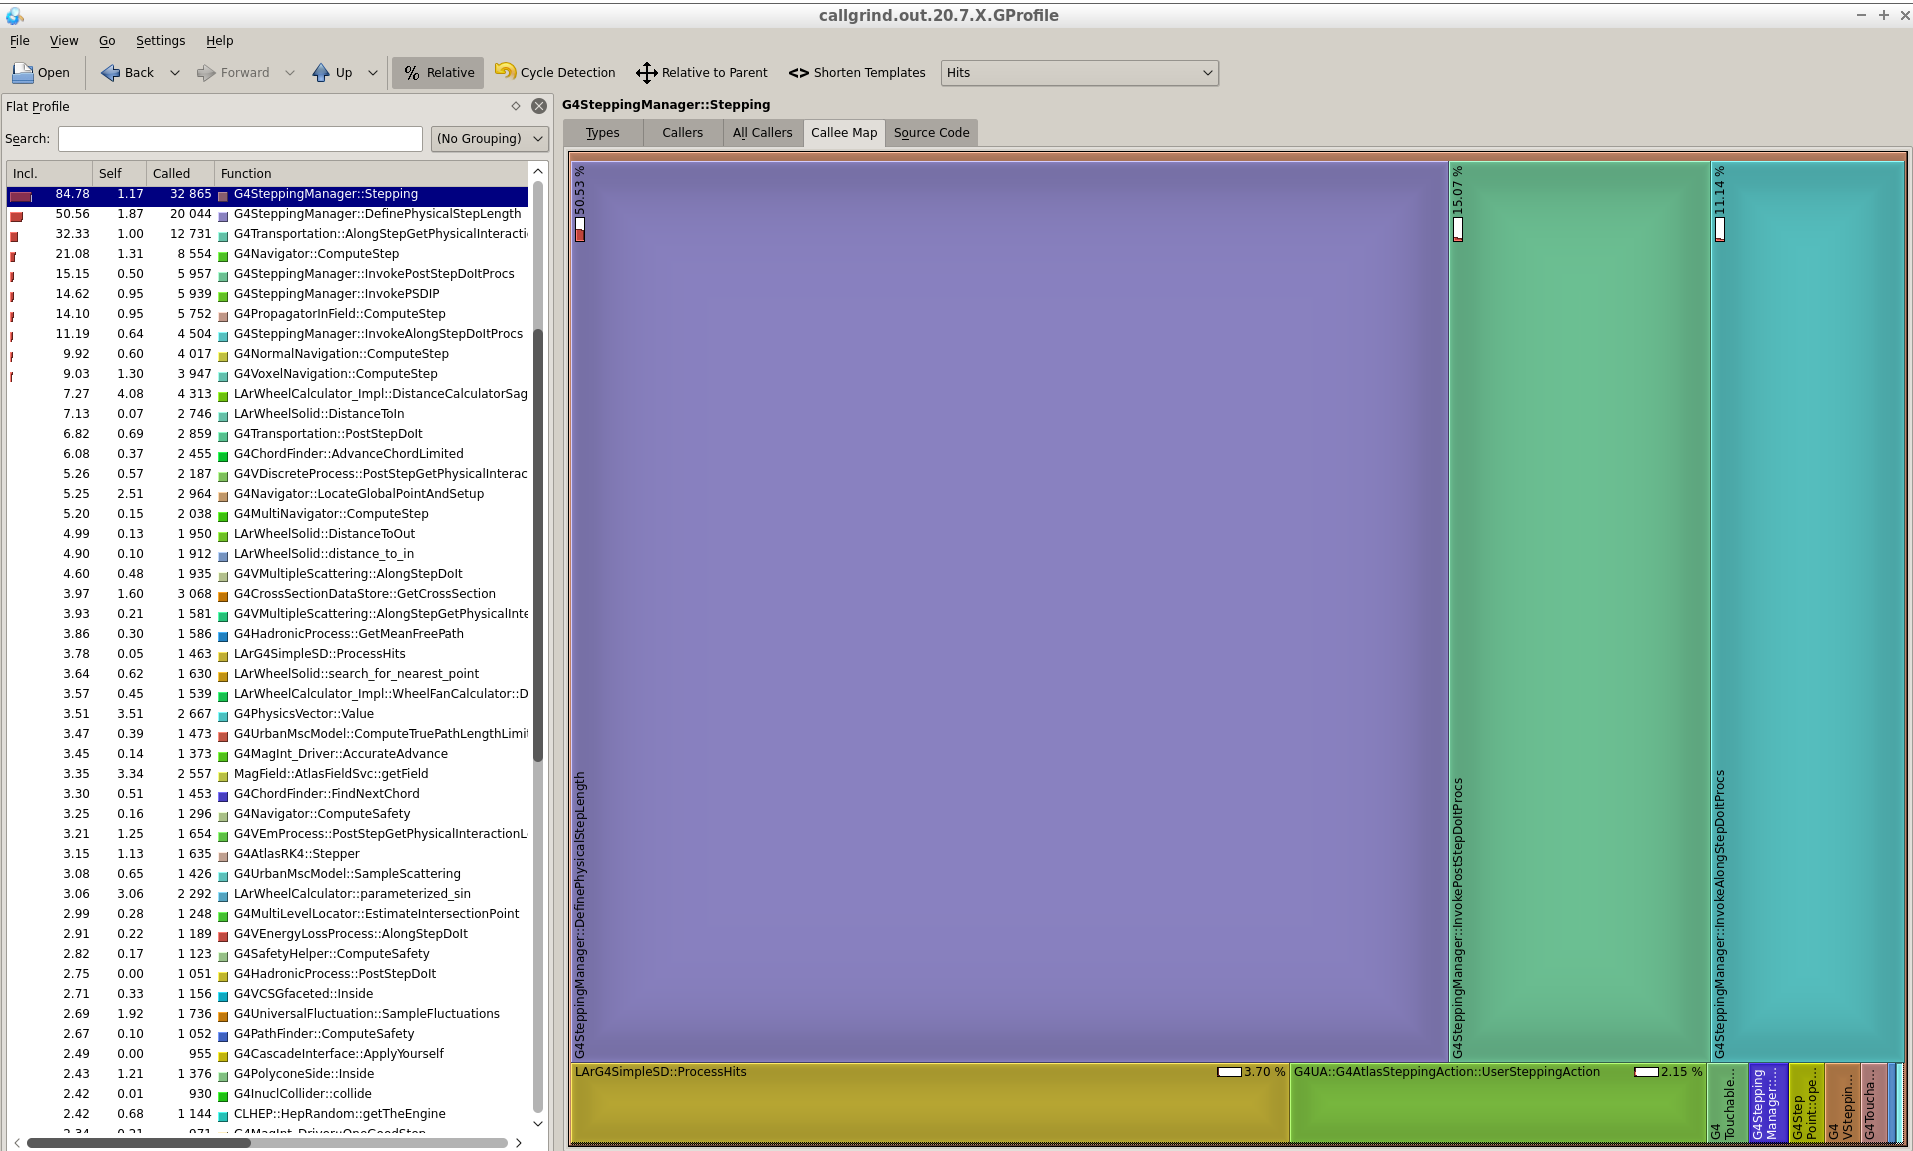 callgrind.out.20.7.X.GProfile
File View Go Settings Help
Open Back Forward Up % Relative Cycle Detection Relative to Parent <> Shorten Templates Hits
Flat Profile
Search: (No Grouping)
Incl. Self Called Function
84.78 1.17 32 865 G4SteppingManager::Stepping
50.56 1.87 20 044 G4SteppingManager::DefinePhysicalStepLength
32.33 1.00 12 731 G4Transportation::AlongStepGetPhysicalInteracti
21.08 1.31 8 554 G4Navigator::ComputeStep
15.15 0.50 5 957 G4SteppingManager::InvokePostStepDoItProcs
14.62 0.95 5 939 G4SteppingManager::InvokePSDIP
14.10 0.95 5 752 G4PropagatorInField::ComputeStep
11.19 0.64 4 504 G4SteppingManager::InvokeAlongStepDoItProcs
9.92 0.60 4 017 G4NormalNavigation::ComputeStep
9.03 1.30 3 947 G4VoxelNavigation::ComputeStep
7.27 4.08 4 313 LArWheelCalculator_Impl::DistanceCalculatorSag
7.13 0.07 2 746 LArWheelSolid::DistanceToIn
6.82 0.69 2 859 G4Transportation::PostStepDoIt
6.08 0.37 2 455 G4ChordFinder::AdvanceChordLimited
5.26 0.57 2 187 G4VDiscreteProcess::PostStepGetPhysicalInterac
5.25 2.51 2 964 G4Navigator::LocateGlobalPointAndSetup
5.20 0.15 2 038 G4MultiNavigator::ComputeStep
4.99 0.13 1 950 LArWheelSolid::DistanceToOut
4.90 0.10 1 912 LArWheelSolid::distance_to_in
4.60 0.48 1 935 G4VMultipleScattering::AlongStepDoIt
3.97 1.60 3 068 G4CrossSectionDataStore::GetCrossSection
3.93 0.21 1 581 G4VMultipleScattering::AlongStepGetPhysicalInte
3.86 0.30 1 586 G4HadronicProcess::GetMeanFreePath
3.78 0.05 1 463 LArG4SimpleSD::ProcessHits
3.64 0.62 1 630 LArWheelSolid::search_for_nearest_point
3.57 0.45 1 539 LArWheelCalculator_Impl::WheelFanCalculator::D
3.51 3.51 2 667 G4PhysicsVector::Value
3.47 0.39 1 473 G4UrbanMscModel::ComputeTruePathLengthLimit
3.45 0.14 1 373 G4MagInt_Driver::AccurateAdvance
3.35 3.34 2 557 MagField::AtlasFieldSvc::getField
3.30 0.51 1 453 G4ChordFinder::FindNextChord
3.25 0.16 1 296 G4Navigator::ComputeSafety
3.21 1.25 1 654 G4VEmProcess::PostStepGetPhysicalInteractionL
3.15 1.13 1 635 G4AtlasRK4::Stepper
3.08 0.65 1 426 G4UrbanMscModel::SampleScattering
3.06 3.06 2 292 LArWheelCalculator::parameterized_sin
2.99 0.28 1 248 G4MultiLevelLocator::EstimateIntersectionPoint
2.91 0.22 1 189 G4VEnergyLossProcess::AlongStepDoIt
2.82 0.17 1 123 G4SafetyHelper::ComputeSafety
2.75 0.00 1 051 G4HadronicProcess::PostStepDoIt
2.71 0.33 1 156 G4VCSGfaceted::Inside
2.69 1.92 1 736 G4UniversalFluctuation::SampleFluctuations
2.67 0.10 1 052 G4PathFinder::ComputeSafety
2.49 0.00 955 G4CascadeInterface::ApplyYourself
2.43 1.21 1 376 G4PolyconeSide::Inside
2.42 0.01 930 G4InuclCollider::collide
2.42 0.68 1 144 CLHEP::HepRandom::getTheEngine
2.34 0.21 971 G4MagInt_Driver::OneGoodStep
G4SteppingManager::Stepping
Types Callers All Callers Callee Map Source Code
G4SteppingManager::DefinePhysicalStepLength 50.53 %
G4SteppingManager::InvokePostStepDoItProcs 15.07 %
G4SteppingManager::InvokeAlongStepDoItProcs 11.14 %
LArG4SimpleSD::ProcessHits 3.70 %
G4UA::G4AtlasSteppingAction::UserSteppingAction 2.15 %
G4
Touchable...
G4Stepping
Manager::...
G4Step
Point::ope...
G4
VSteppin...
G4Toucha...